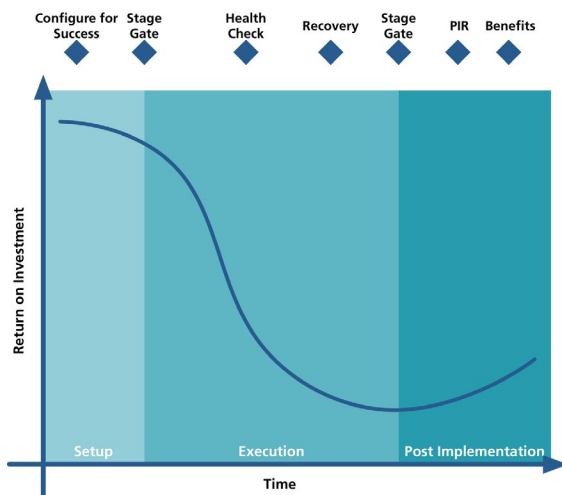 Configure for
Success
Stage
Gate
Health
Check
Recovery
Stage
Gate
PIR
Benefits
Return on Investment
Setup
Execution
Post Implementation
Time